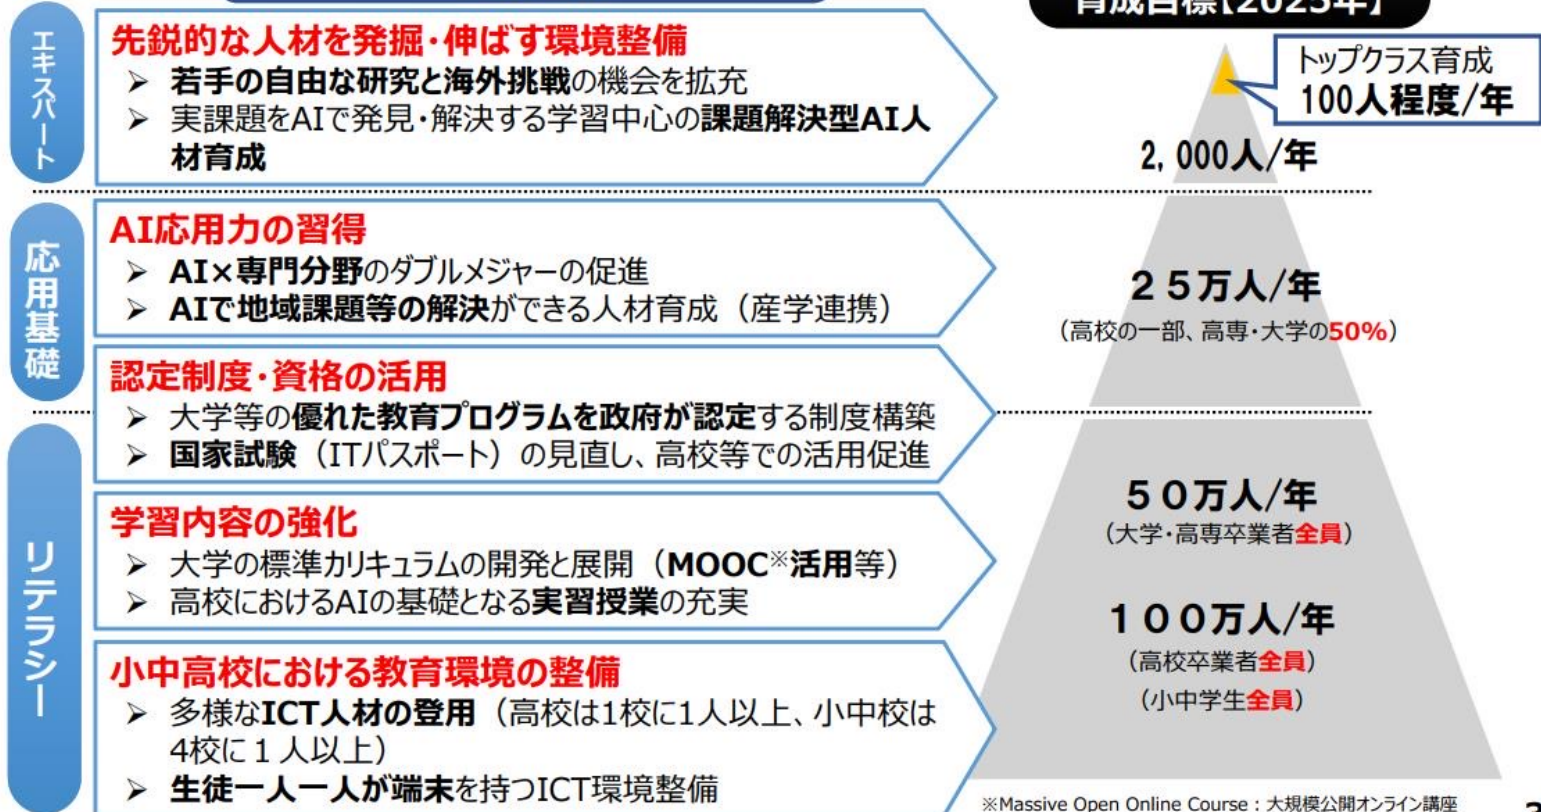 育成目標【2025年】
エキスパート
先鋭的な人材を発掘・伸ばす環境整備
➢ 若手の自由な研究と海外挑戦の機会を拡充
➢ 実課題をAIで発見・解決する学習中心の課題解決型AI人
材育成
トップクラス育成
100人程度/年
2,000人/年
応用基礎
AI応用力の習得
➢ AI×専門分野のダブルメジャーの促進
➢ AIで地域課題等の解決ができる人材育成（産学連携）
２５万人/年
（高校の一部、高専・大学の50%）
認定制度・資格の活用
➢ 大学等の優れた教育プログラムを政府が認定する制度構築
➢ 国家試験（ITパスポート）の見直し、高校等での活用促進
リテラシー
学習内容の強化
➢ 大学の標準カリキュラムの開発と展開（MOOC※活用等）
➢ 高校におけるAIの基礎となる実習授業の充実
５０万人/年
（大学・高専卒業者全員）
１００万人/年
（高校卒業者全員）
（小中学生全員）
小中高校における教育環境の整備
➢ 多様なICT人材の登用（高校は1校に1人以上、小中校は
4校に１人以上）
➢ 生徒一人一人が端末を持つICT環境整備
※Massive Open Online Course：大規模公開オンライン講座